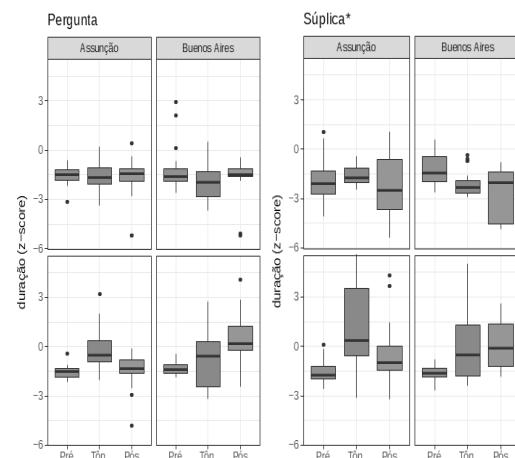 Pergunta
Súplica*
Assunção
Buenos Aires
Assunção
Buenos Aires
3
0
−3
−6
3
0
−3
−6
3
0
−3
−6
3
0
−3
−6
duração (z−score)
duração (z−score)
Pré Tôn Pós
Pré Tôn Pós
Pré Tôn Pós
Pré Tôn Pós